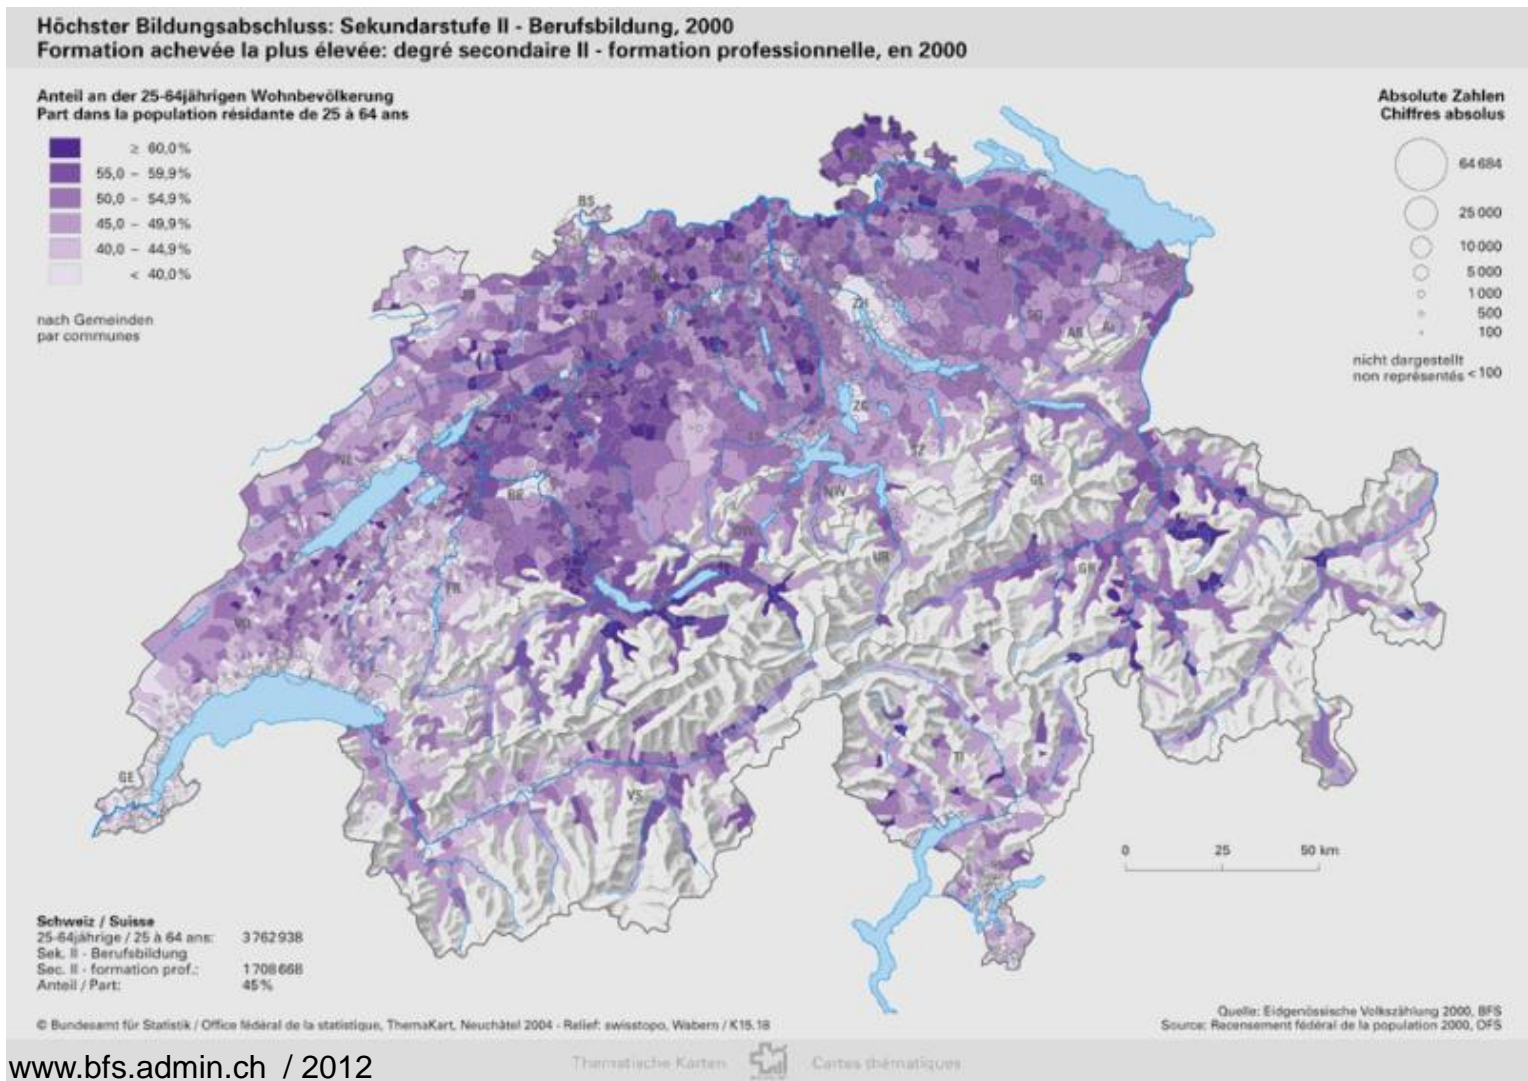 Höchster Bildungsabschluss: Sekundarstufe II - Berufsbildung, 2000
Formation achevée la plus élevée: degré secondaire II - formation professionnelle, en 2000
Anteil an der 25-64jährigen Wohnbevölkerung
Part dans la population résidante de 25 à 64 ans
≥ 60,0%
55,0 - 59,9%
50,0 - 54,9%
45,0 - 49,9%
40,0 - 44,9%
< 40,0%
nach Gemeinden
par communes
Absolute Zahlen
Chiffres absolus
64 684
25 000
10 000
5 000
1 000
500
100
nicht dargestellt
non représentés < 100
BS
ZH
SG
AR
AI
ZG
SZ
NE
BE
NW
GL
OW
UR
FR
GR
VD
TI
VS
GE
0 25 50 km
Schweiz / Suisse
25-64jährige / 25 à 64 ans: 3 762 938
Sek. II - Berufsbildung
Sec. II - formation prof.: 1 708 668
Anteil / Part: 45%
© Bundesamt für Statistik / Office fédéral de la statistique, ThemaKart, Neuchâtel 2004 - Relief: swisstopo, Wabern / K15.18
Quelle: Eidgenössische Volkszählung 2000, BFS
Source: Recensement fédéral de la population 2000, OFS
www.bfs.admin.ch / 2012
Thematische Karten Cartes thématiques